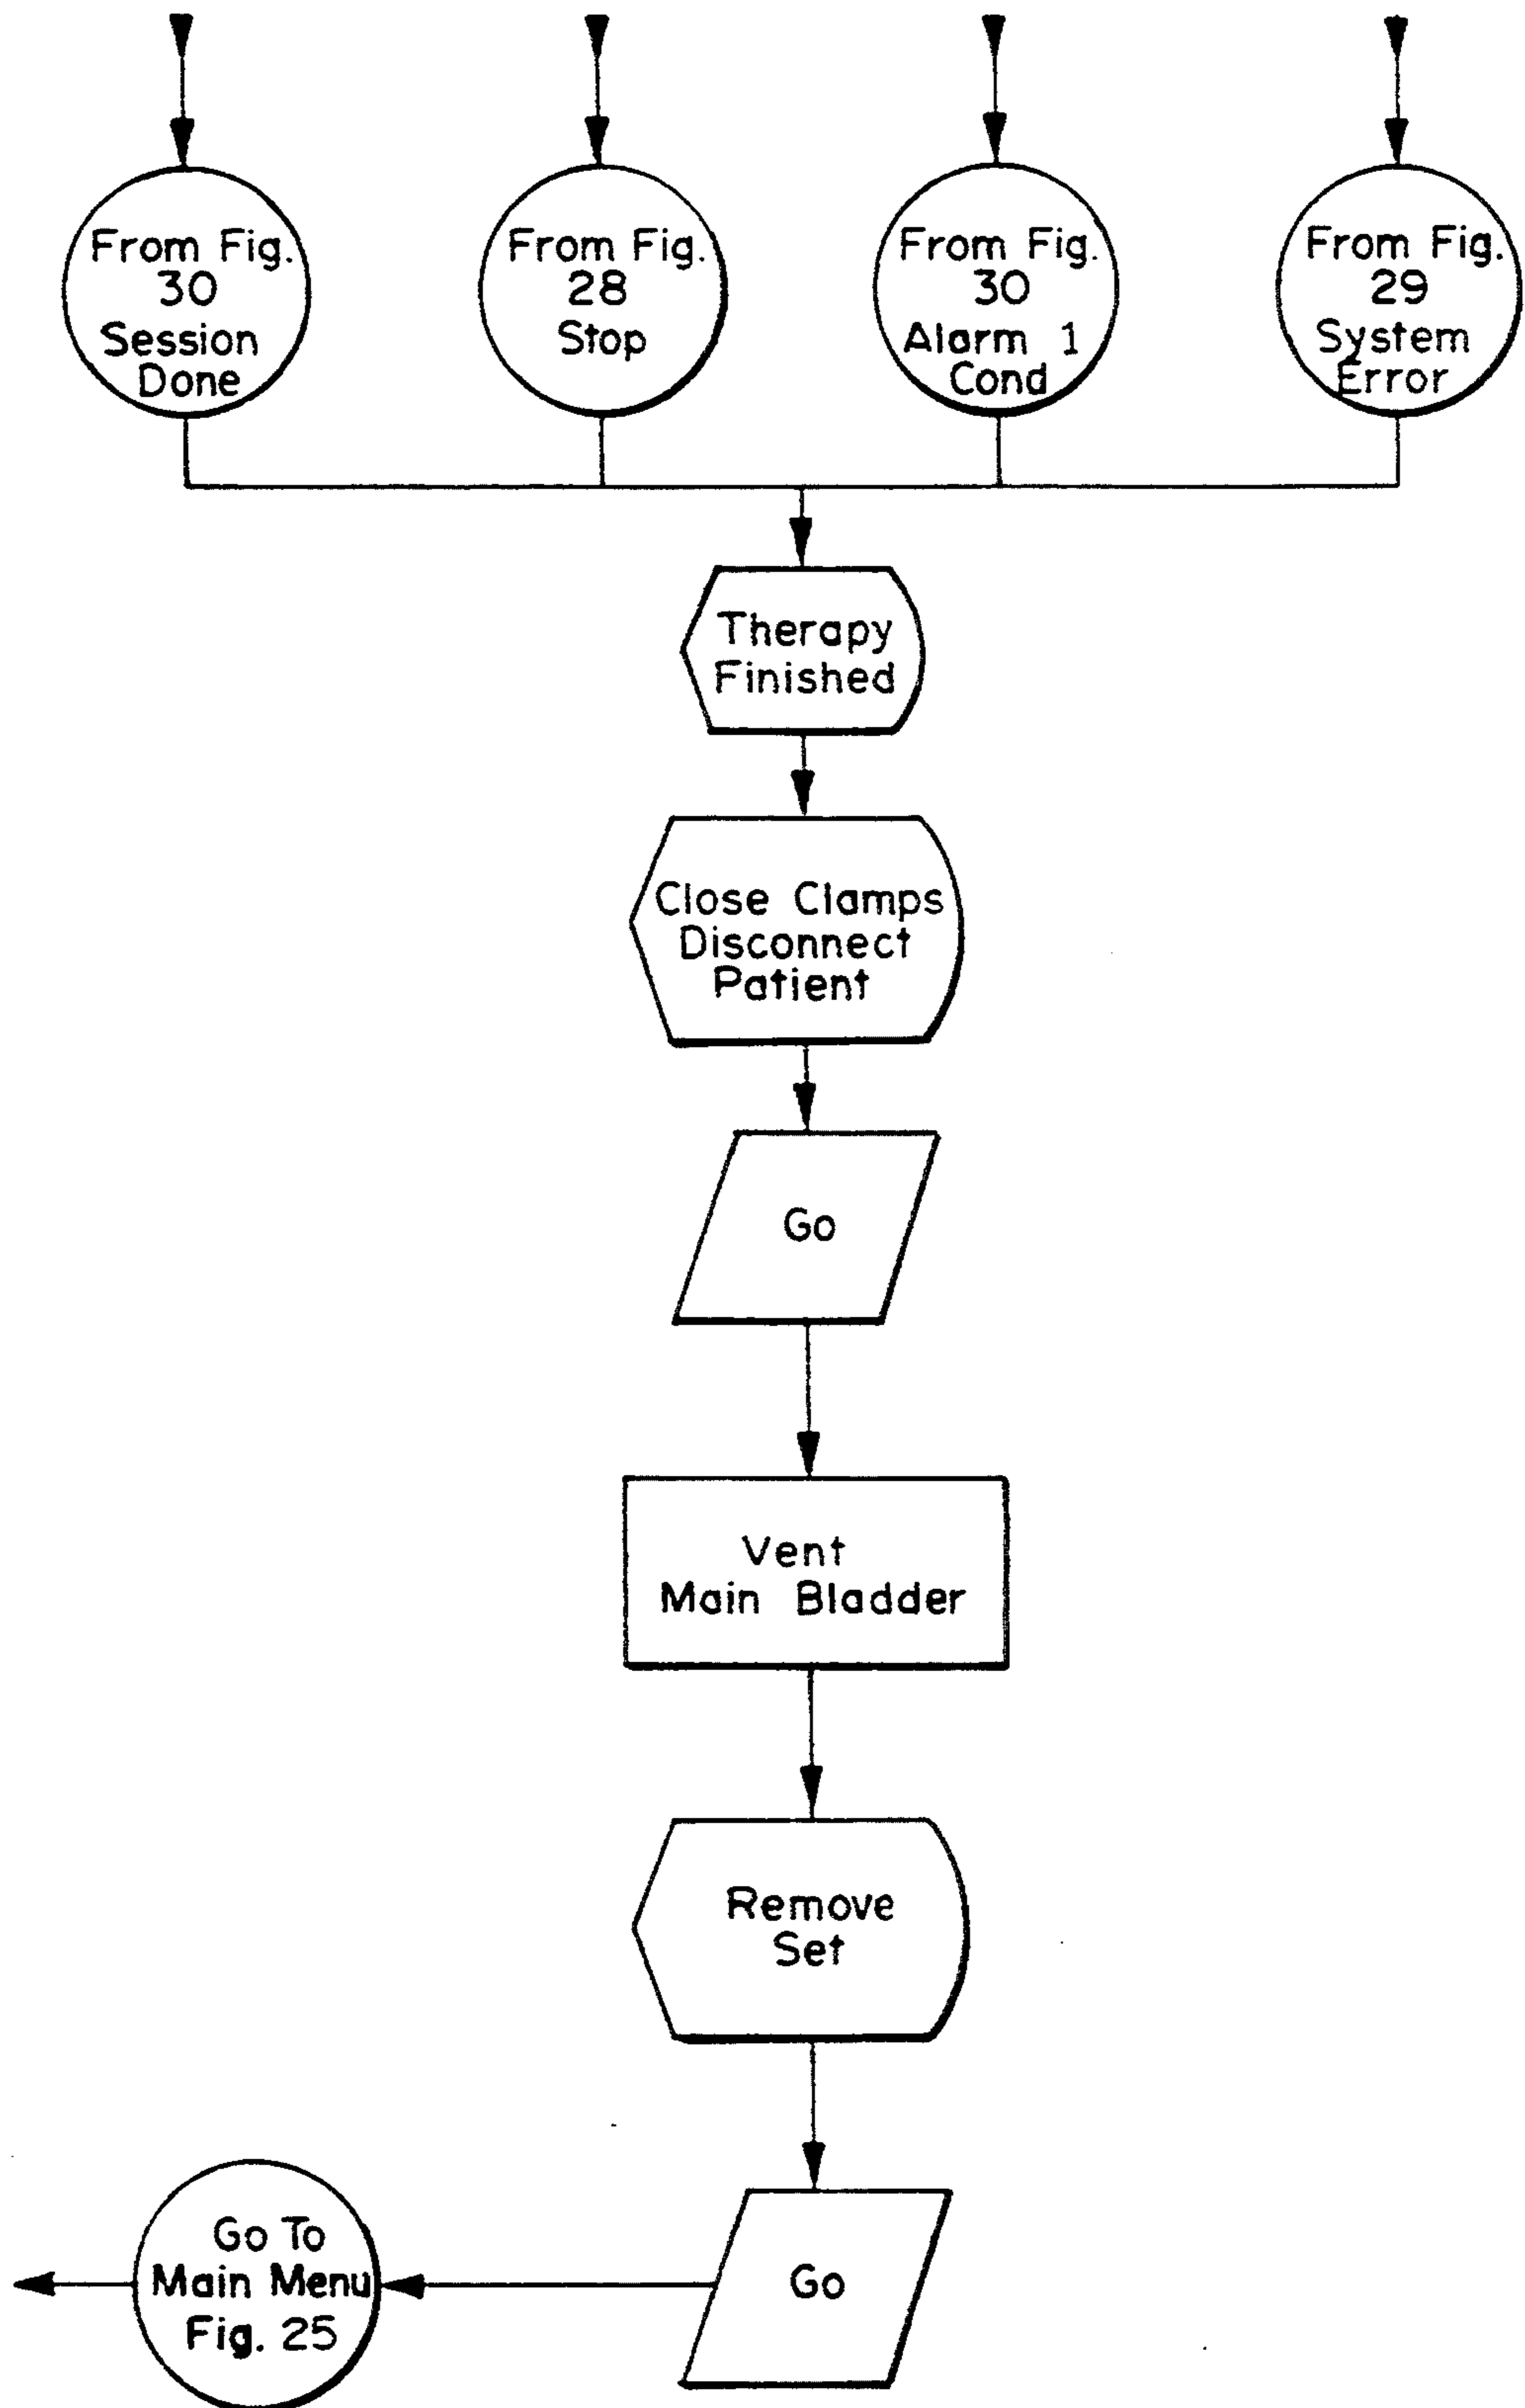 From Fig.
30
Session
Done
From Fig.
28
Stop
From Fig.
30
Alarm 1
Cond
From Fig.
29
System
Error
Therapy
Finished
Close Clamps
Disconnect
Patient
Go
Vent
Main Bladder
Remove
Set
Go
Go To
Main Menu
Fig. 25